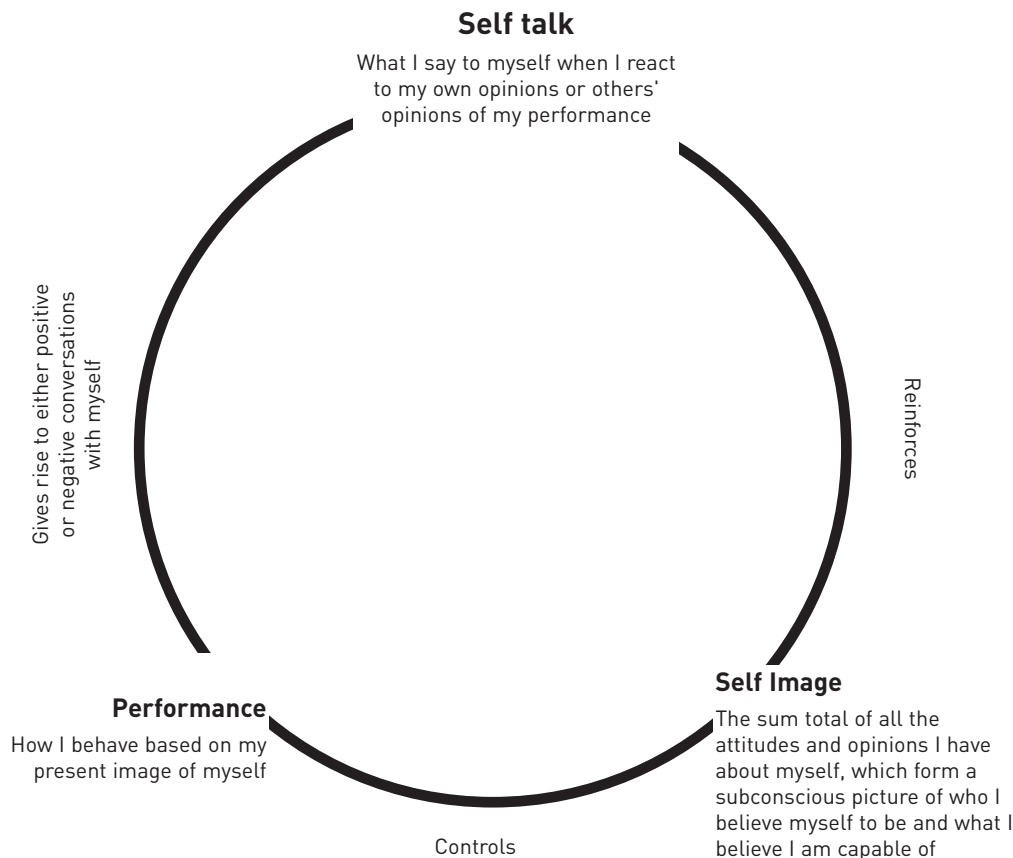 Self talk
What I say to myself when I react
to my own opinions or others'
opinions of my performance
Gives rise to either positive
or negative conversations
with myself
Reinforces
Performance
How I behave based on my
present image of myself
Self Image
The sum total of all the
attitudes and opinions I have
about myself, which form a
subconscious picture of who I
believe myself to be and what I
believe I am capable of
Controls